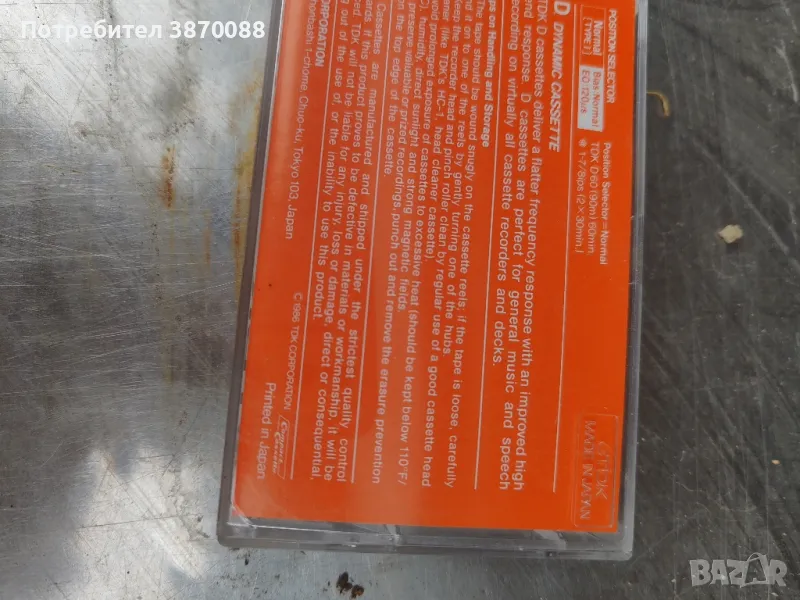 Потребител 3870088
POSITION SELECTOR
Normal
(TYPE I)
Bias: Normal
EQ: 120μs
Position Selector = Normal
TDK D60 (90m) 60min
@ 1-7/8ips (2 × 30min.)
D DYNAMIC CASSETTE
TDK D cassettes deliver a flatter frequency response with an improved high
end response. D cassettes are perfect for general music and speech
recording on virtually all cassette recorders and decks.
on Handling and Storage
The tape should be wound snugly on the cassette reels; if the tape is loose, carefully
wind it on to one of the reels by gently turning one of the hubs.
Keep the recorder head and pinch roller clean by regular use of a good cassette head
cleaner (like TDK's HC-1, head cleaner cassette).
prolonged exposure of cassettes to excessive heat (should be kept below 110°F/
), humidity, direct sunlight and strong magnetic fields.
preserve valuable or prized recordings, punch out and remove the erasure prevention
on the top edge of the cassette.
Cassettes are manufactured and shipped under the strictest quality control
. If this product proves to be defective in materials or workmanship, it will be
TDK will not be liable for any injury, loss or damage, direct or consequential,
out of the use of, or the inability to use this product.
CORPORATION
1-chome, Chuo-ku, Tokyo 103, Japan
© 1986 TDK CORPORATION
Compact Cassette
Printed in Japan
TDK
MADE IN JAPAN
BAZAR